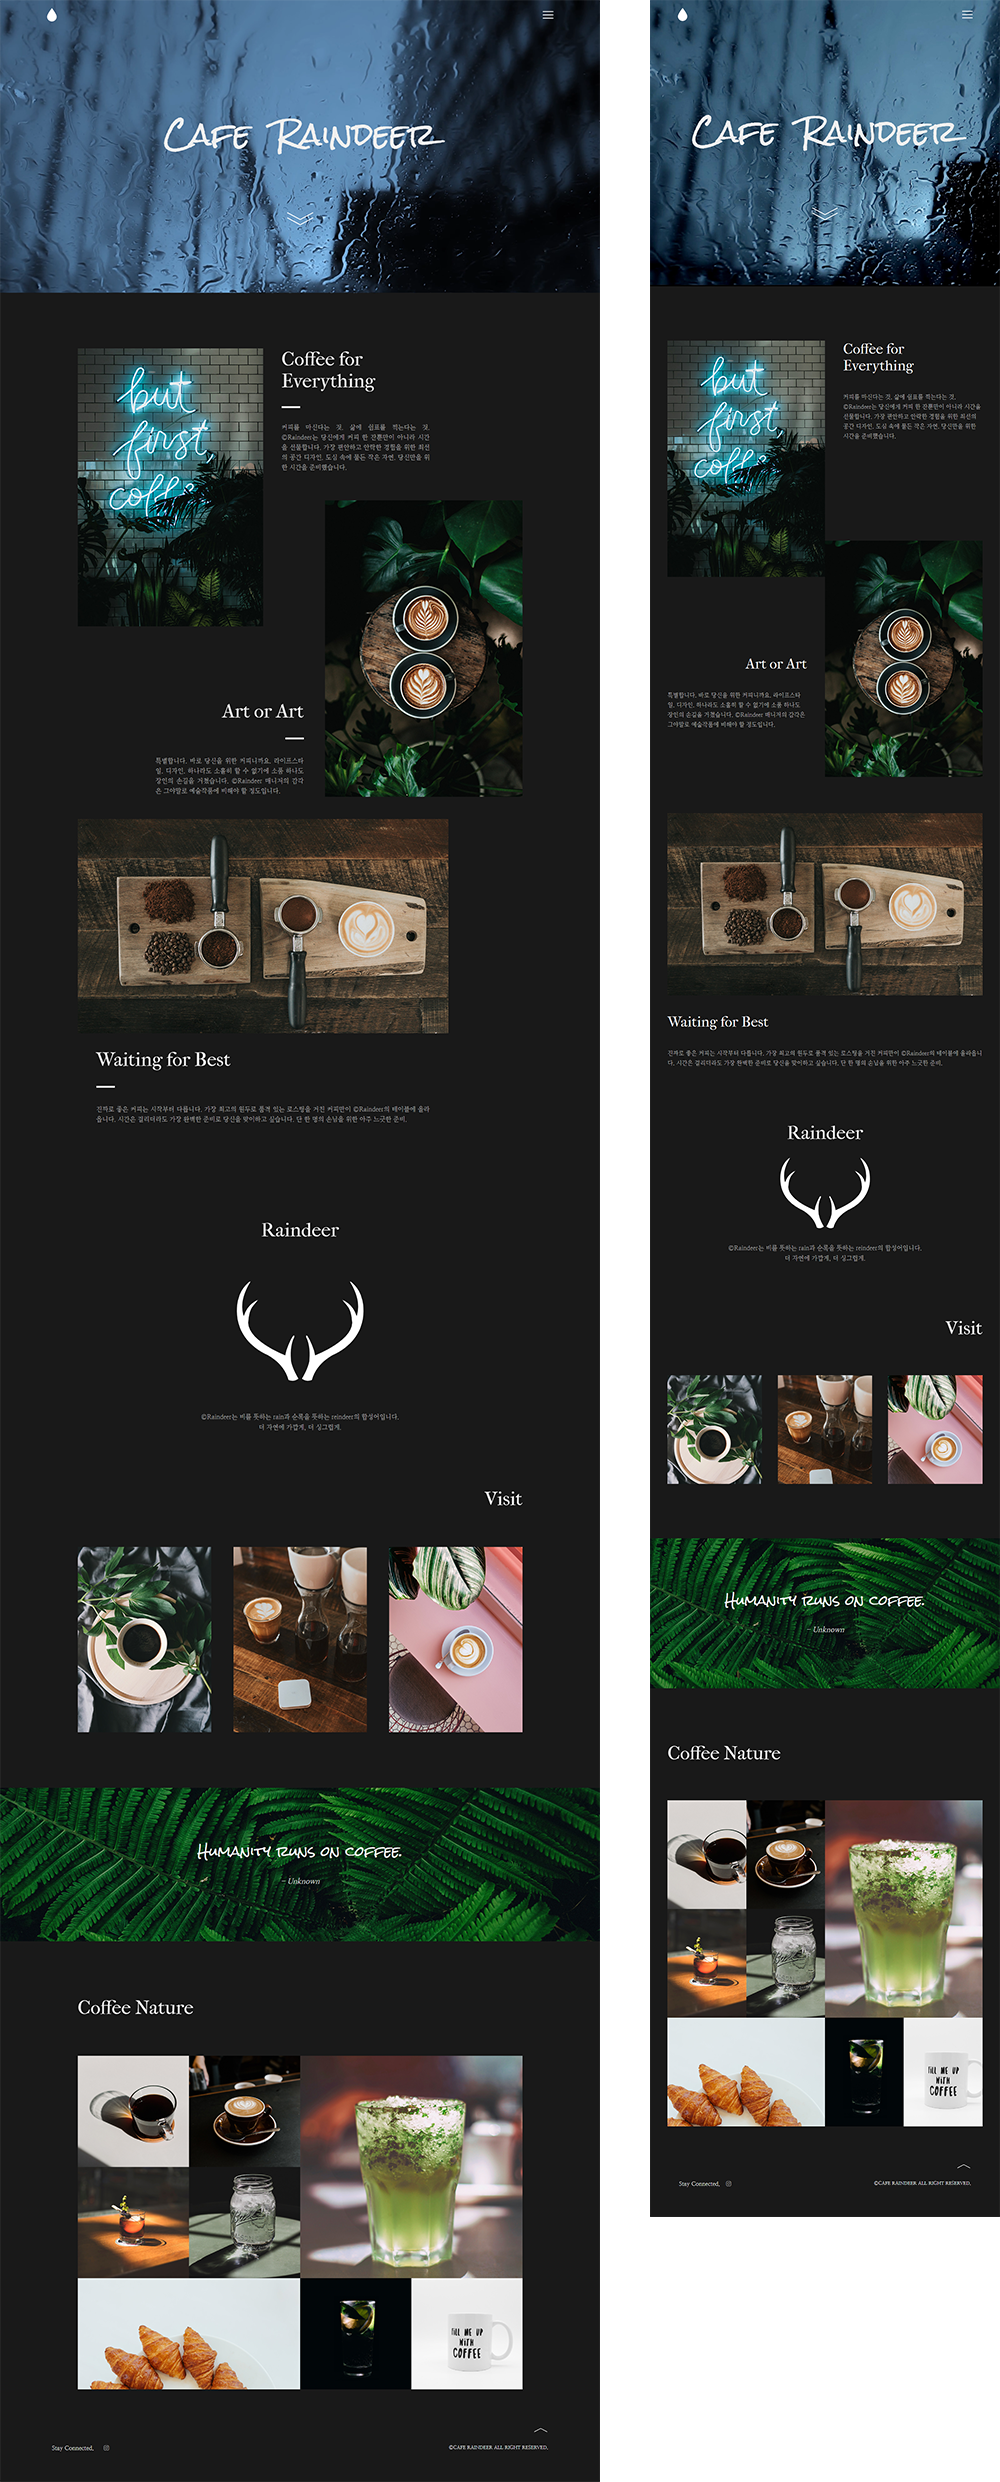 CAFE RAINDEER
but
first,
coffe
Coffee for
Everything
커피를 마신다는 것, 삶에 쉼표를 찍는다는 것.
©Raindeer는 당신에게 커피 한 잔뿐만이 아니라 시간
을 선물합니다. 가장 편안하고 안락한 경험을 위한 최선
의 공간 디자인. 도심 속에 물든 작은 자연. 당신만을 위
한 시간을 준비했습니다.
Art or Art
특별합니다. 바로 당신을 위한 커피니까요. 라이프스타
일, 디자인, 하나라도 소홀히 할 수 없기에 소품 하나도
장인의 손길을 거쳤습니다. ©Raindeer 매니저의 감각
은 그야말로 예술작품에 비해야 할 정도입니다.
Waiting for Best
진짜로 좋은 커피는 시작부터 다릅니다. 가장 최고의 원두로 품격 있는 로스팅을 거친 커피만이 ©Raindeer의 테이블에 올라
옵니다. 시간은 걸리더라도 가장 완벽한 준비로 당신을 맞이하고 싶습니다. 단 한 명의 손님을 위한 아주 느긋한 준비.
Raindeer
©Raindeer는 비를 뜻하는 rain과 순록을 뜻하는 reindeer의 합성어입니다.
더 자연에 가깝게, 더 싱그럽게.
Visit
HUMANITY RUNS ON COFFEE.
- Unknown
Coffee Nature
FILL ME UP
WITH
COFFEE
Stay Connected,
©CAFE RAINDEER ALL RIGHT RESERVED,
CAFE RAINDEER
but
first,
coffe
Coffee for
Everything
커피를 마신다는 것, 삶에 쉼표를 찍는다는 것.
©Raindeer는 당신에게 커피 한 잔뿐만이 아니라 시간을
선물합니다. 가장 편안하고 안락한 경험을 위한 최선의
공간 디자인. 도심 속에 물든 작은 자연. 당신만을 위한
시간을 준비했습니다.
Art or Art
특별합니다. 바로 당신을 위한 커피니까요. 라이프스타
일, 디자인, 하나라도 소홀히 할 수 없기에 소품 하나도
장인의 손길을 거쳤습니다. ©Raindeer 매니저의 감각은
그야말로 예술작품에 비해야 할 정도입니다.
Waiting for Best
진짜로 좋은 커피는 시작부터 다릅니다. 가장 최고의 원두로 품격 있는 로스팅을 거친 커피만이 ©Raindeer의 테이블에 올라옵니
다. 시간은 걸리더라도 가장 완벽한 준비로 당신을 맞이하고 싶습니다. 단 한 명의 손님을 위한 아주 느긋한 준비.
Raindeer
©Raindeer는 비를 뜻하는 rain과 순록을 뜻하는 reindeer의 합성어입니다.
더 자연에 가깝게, 더 싱그럽게.
Visit
HUMANITY RUNS ON COFFEE.
- Unknown
Coffee Nature
FILL ME UP
WITH
COFFEE
Stay Connected,
©CAFE RAINDEER ALL RIGHT RESERVED,